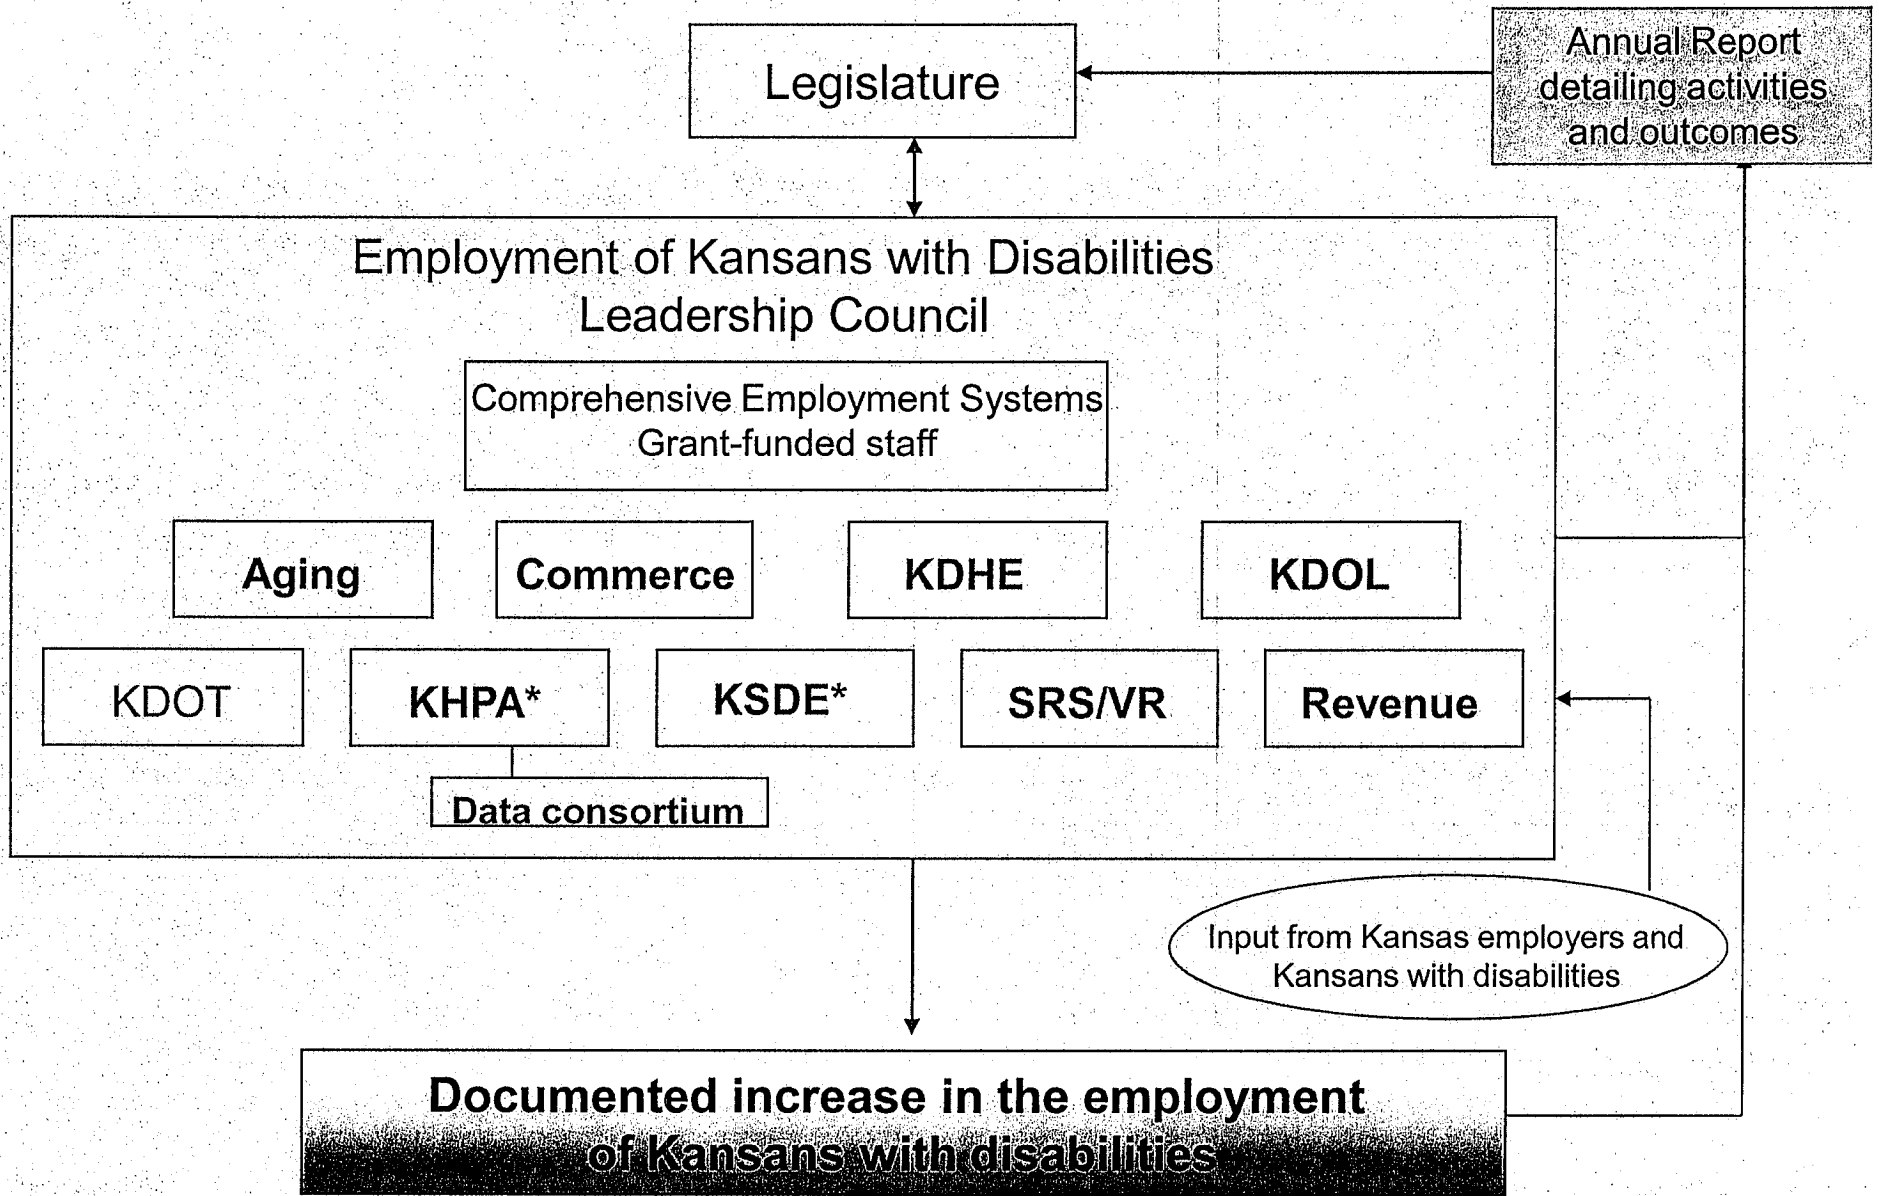 Legislature
Annual Report
detailing activities
and outcomes
Employment of Kansans with Disabilities
Leadership Council
Comprehensive Employment Systems
Grant-funded staff
Aging
Commerce
KDHE
KDOL
KDOT
KHPA*
KSDE*
SRS/VR
Revenue
Data consortium
Input from Kansas employers and
Kansans with disabilities
Documented increase in the employment
of Kansans with disabilities